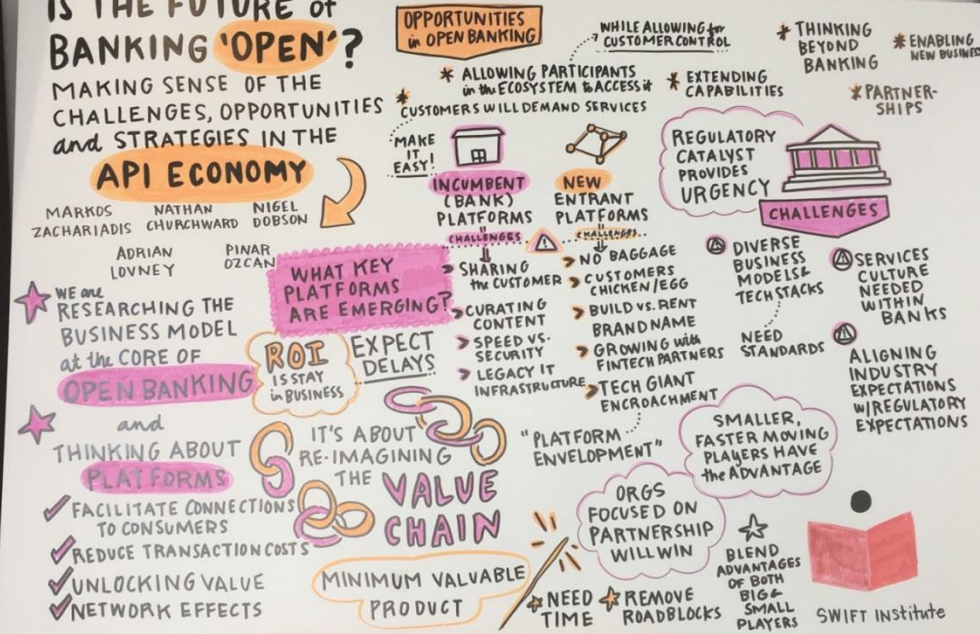 IS THE FUTURE of
BANKING 'OPEN'?
MAKING SENSE OF THE
CHALLENGES, OPPORTUNITIES
and STRATEGIES IN THE
API ECONOMY
MARKOS
ZACHARIADIS
NATHAN
CHURCHWARD
NIGEL
DOBSON
ADRIAN
LOVNEY
PINAR
OZCAN
WE are
RESEARCHING THE
BUSINESS MODEL
at the CORE OF
OPEN BANKING
and
THINKING ABOUT
PLATFORMS
FACILITATE CONNECTIONS
TO CONSUMERS
REDUCE TRANSACTION COSTS
UNLOCKING VALUE
NETWORK EFFECTS
WHAT KEY
PLATFORMS
ARE EMERGING?
ROI
IS STAY
in BUSINESS
EXPECT
DELAYS
IT'S ABOUT
RE-IMAGINING
THE VALUE
CHAIN
MINIMUM VALUABLE
PRODUCT
OPPORTUNITIES
in OPEN BANKING
WHILE ALLOWING for
CUSTOMER CONTROL
* ALLOWING PARTICIPANTS
in the ECOSYSTEM to ACCESS it
* CUSTOMERS WILL DEMAND SERVICES
* EXTENDING
CAPABILITIES
* THINKING
BEYOND
BANKING
* ENABLING
NEW BUSINE
* PARTNER-
SHIPS
MAKE
IT
EASY!
INCUMBENT
(BANK)
PLATFORMS
CHALLENGES
SHARING
the CUSTOMER
CURATING
CONTENT
SPEED VS.
SECURITY
LEGACY IT
INFRASTRUCTURE
NEW
ENTRANT
PLATFORMS
CHALLENGES
NO BAGGAGE
CUSTOMERS
CHICKEN/EGG
BUILD VS. RENT
BRAND NAME
GROWING with
FINTECH PARTNERS
TECH GIANT
ENCROACHMENT
"PLATFORM
ENVELOPMENT"
REGULATORY
CATALYST
PROVIDES
URGENCY
CHALLENGES
DIVERSE
BUSINESS
MODELS &
TECH STACKS
NEED
STANDARDS
SERVICES
CULTURE
NEEDED
WITHIN
BANKS
ALIGNING
INDUSTRY
EXPECTATIONS
W/REGULATORY
EXPECTATIONS
SMALLER,
FASTER MOVING
PLAYERS HAVE
the ADVANTAGE
ORGS
FOCUSED ON
PARTNERSHIP
WILL WIN
NEED
TIME
REMOVE
ROADBLOCKS
BLEND
ADVANTAGES
OF BOTH
BIG &
SMALL
PLAYERS
SWIFT Institute